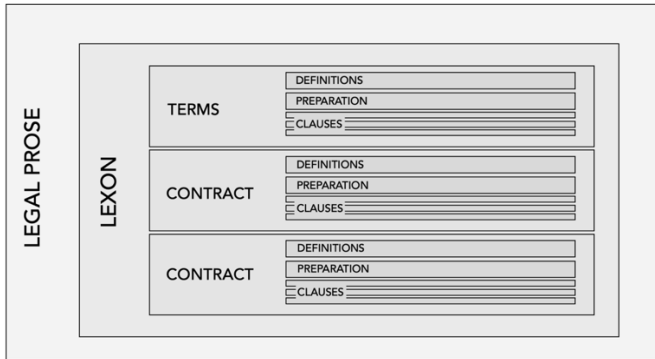 LEGAL PROSE
LEXON
TERMS
DEFINITIONS
PREPARATION
CLAUSES
CONTRACT
DEFINITIONS
PREPARATION
CLAUSES
CONTRACT
DEFINITIONS
PREPARATION
CLAUSES